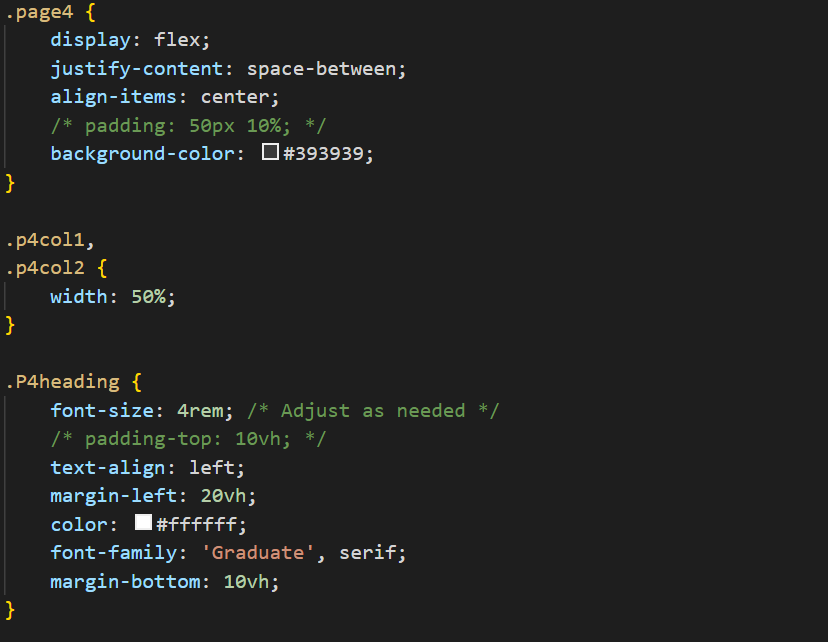 .page4 {
display: flex;
justify-content: space-between;
align-items: center;
/* padding: 50px 10%; */
background-color: #393939;
}
.p4col1,
.p4col2 {
width: 50%;
}
.P4heading {
font-size: 4rem; /* Adjust as needed */
/* padding-top: 10vh; */
text-align: left;
margin-left: 20vh;
color: #ffffff;
font-family: 'Graduate', serif;
margin-bottom: 10vh;
}